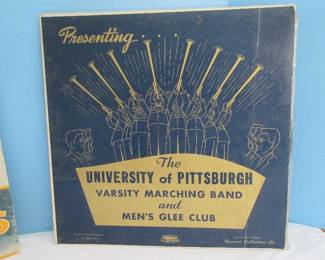 Presenting...
The
UNIVERSITY of PITTSBURGH
VARSITY MARCHING BAND
and
MEN'S GLEE CLUB